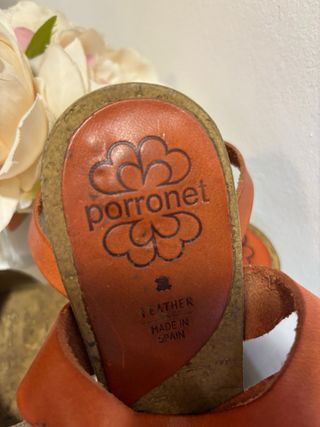 porronet
LEATHER
MADE IN
SPAIN